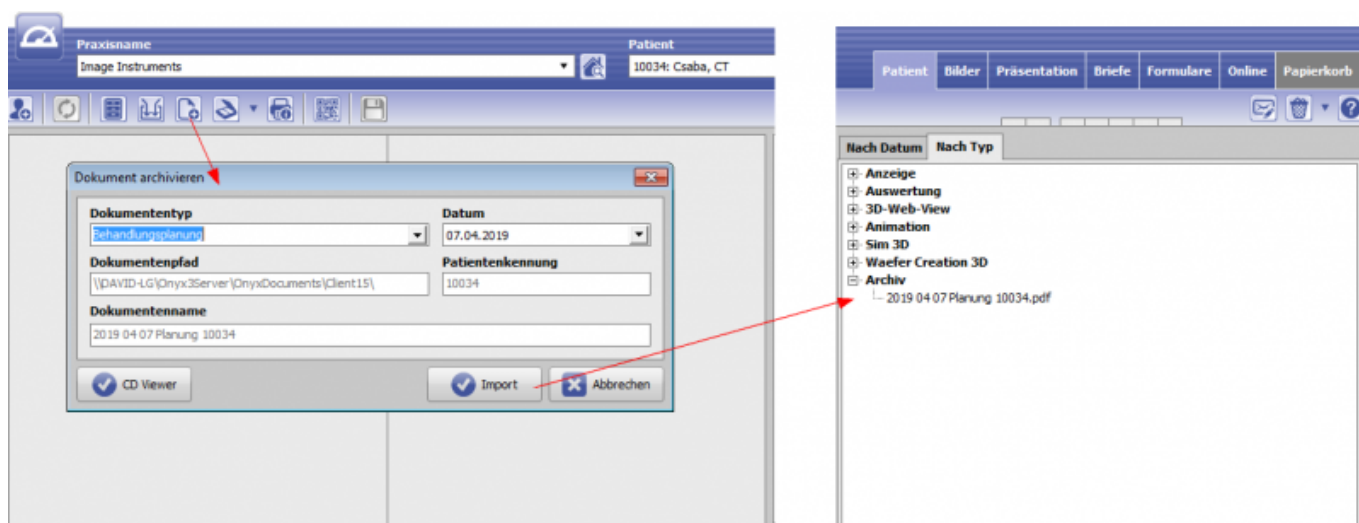 Praxisname
Patient
Image Instruments
10034: Csaba, CT
Dokument archivieren
Dokumententyp
Datum
Behandlungsplanung
07.04.2019
Dokumentenpfad
Patientenkennung
\\DAVID-LG\Onyx3Server\OnyxDocuments\Client15\
10034
Dokumentenname
2019 04 07 Planung 10034
CD Viewer
Import
Abbrechen
Patient
Bilder
Präsentation
Briefe
Formulare
Online
Papierkorb
Nach Datum
Nach Typ
Anzeige
Auswertung
3D-Web-View
Animation
Sim 3D
Waefer Creation 3D
Archiv
2019 04 07 Planung 10034.pdf